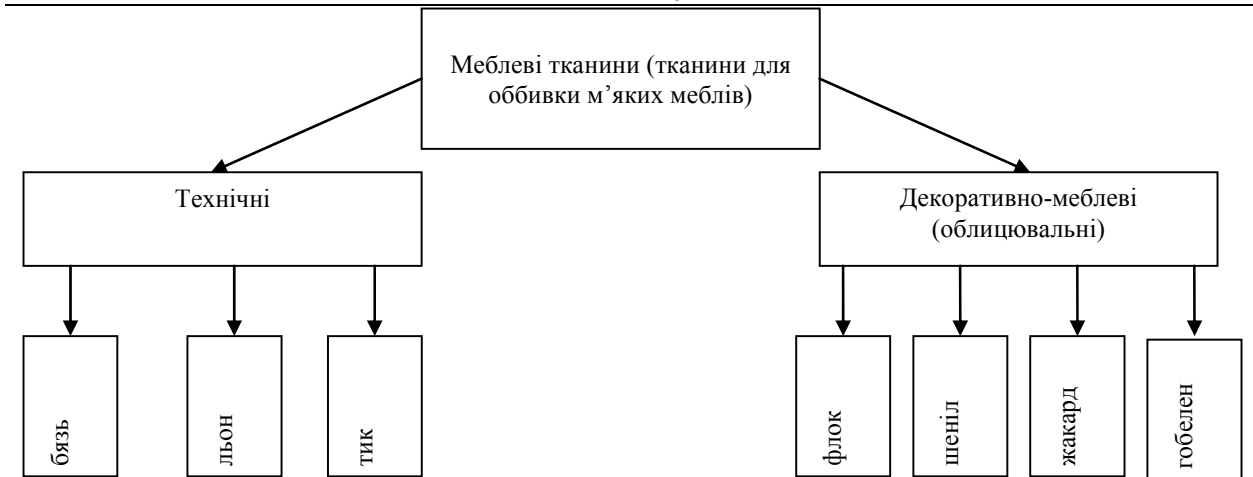 Меблеві тканини (тканини для
оббивки м’яких меблів)
Технічні
Декоративно-меблеві
(облицювальні)
бязь
льон
тик
флок
шеніл
жакард
гобелен